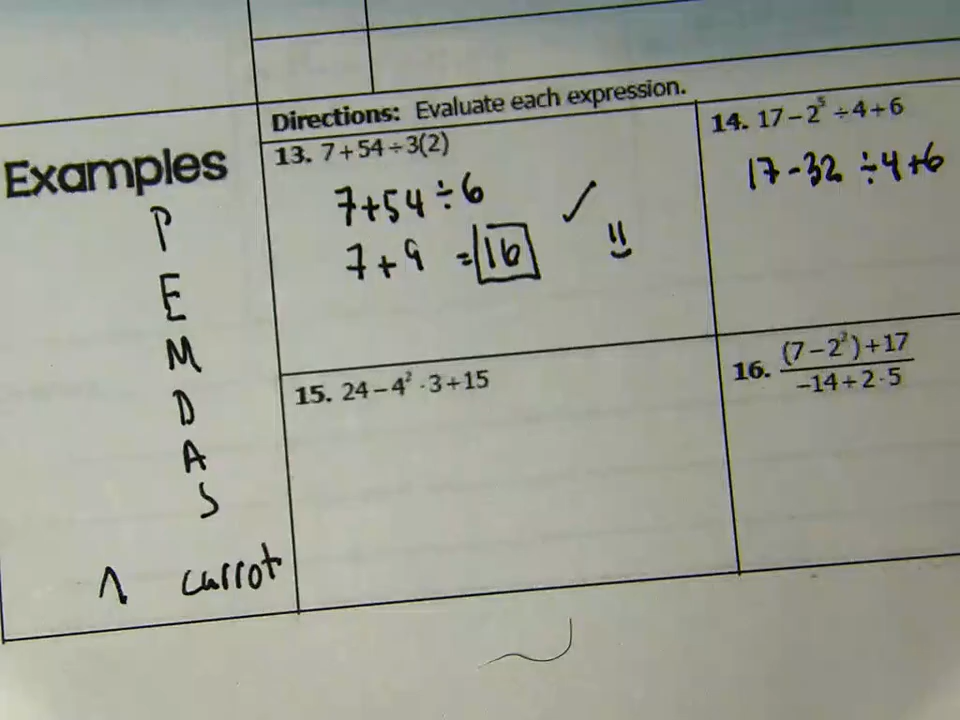 Directions: Evaluate each expression.
Examples
P
E
M
D
A
S
^ carrot
13. 7+54÷3(2)
7+54÷6
7+9 =16
✓
14. 17−2⁵÷4+6
17-32÷4+6
15. 24−4²·3+15
16. (7−2²)+17
−14+2·5